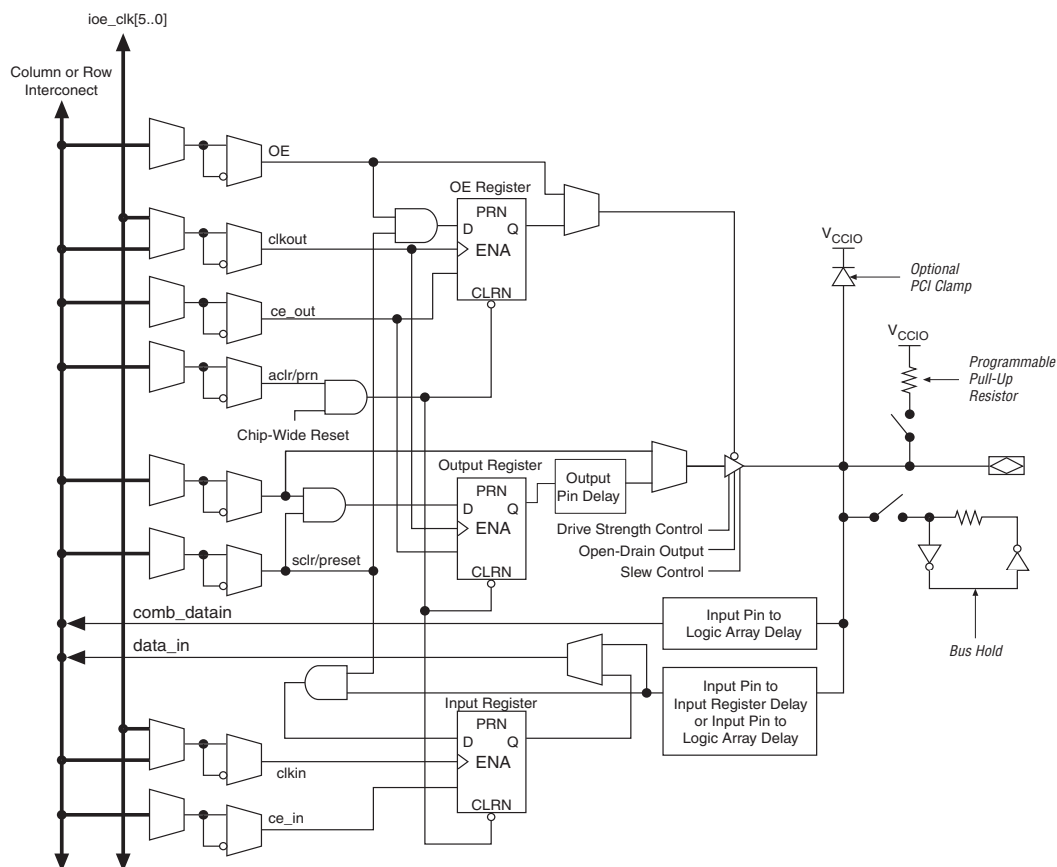 ioe_clk[5..0]
Column or Row
Interconect
OE
OE Register
PRN
D
Q
ENA
CLRN
clkout
ce_out
aclr/prn
Chip-Wide Reset
VCCIO
Optional
PCI Clamp
VCCIO
Programmable
Pull-Up
Resistor
Output Register
PRN
D
Q
ENA
CLRN
Output
Pin Delay
Drive Strength Control
Open-Drain Output
Slew Control
sclr/preset
comb_datain
data_in
Input Pin to
Logic Array Delay
Bus Hold
Input Pin to
Input Register Delay
or Input Pin to
Logic Array Delay
Input Register
PRN
D
Q
ENA
CLRN
clkin
ce_in